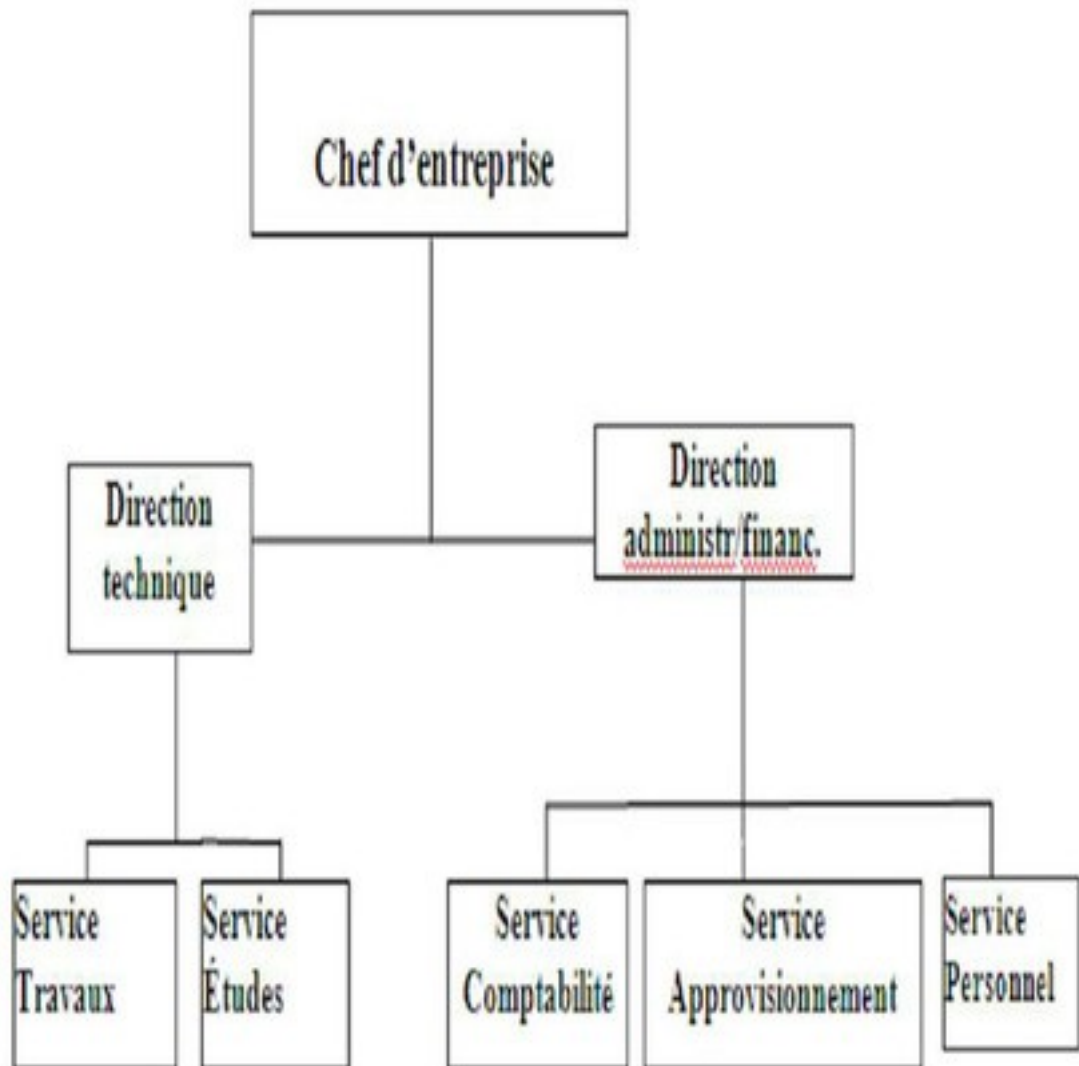 Chef d'entreprise
Direction
technique
Direction
administr/financ.
Service
Travaux
Service
Études
Service
Comptabilité
Service
Approvisionnement
Service
Personnel